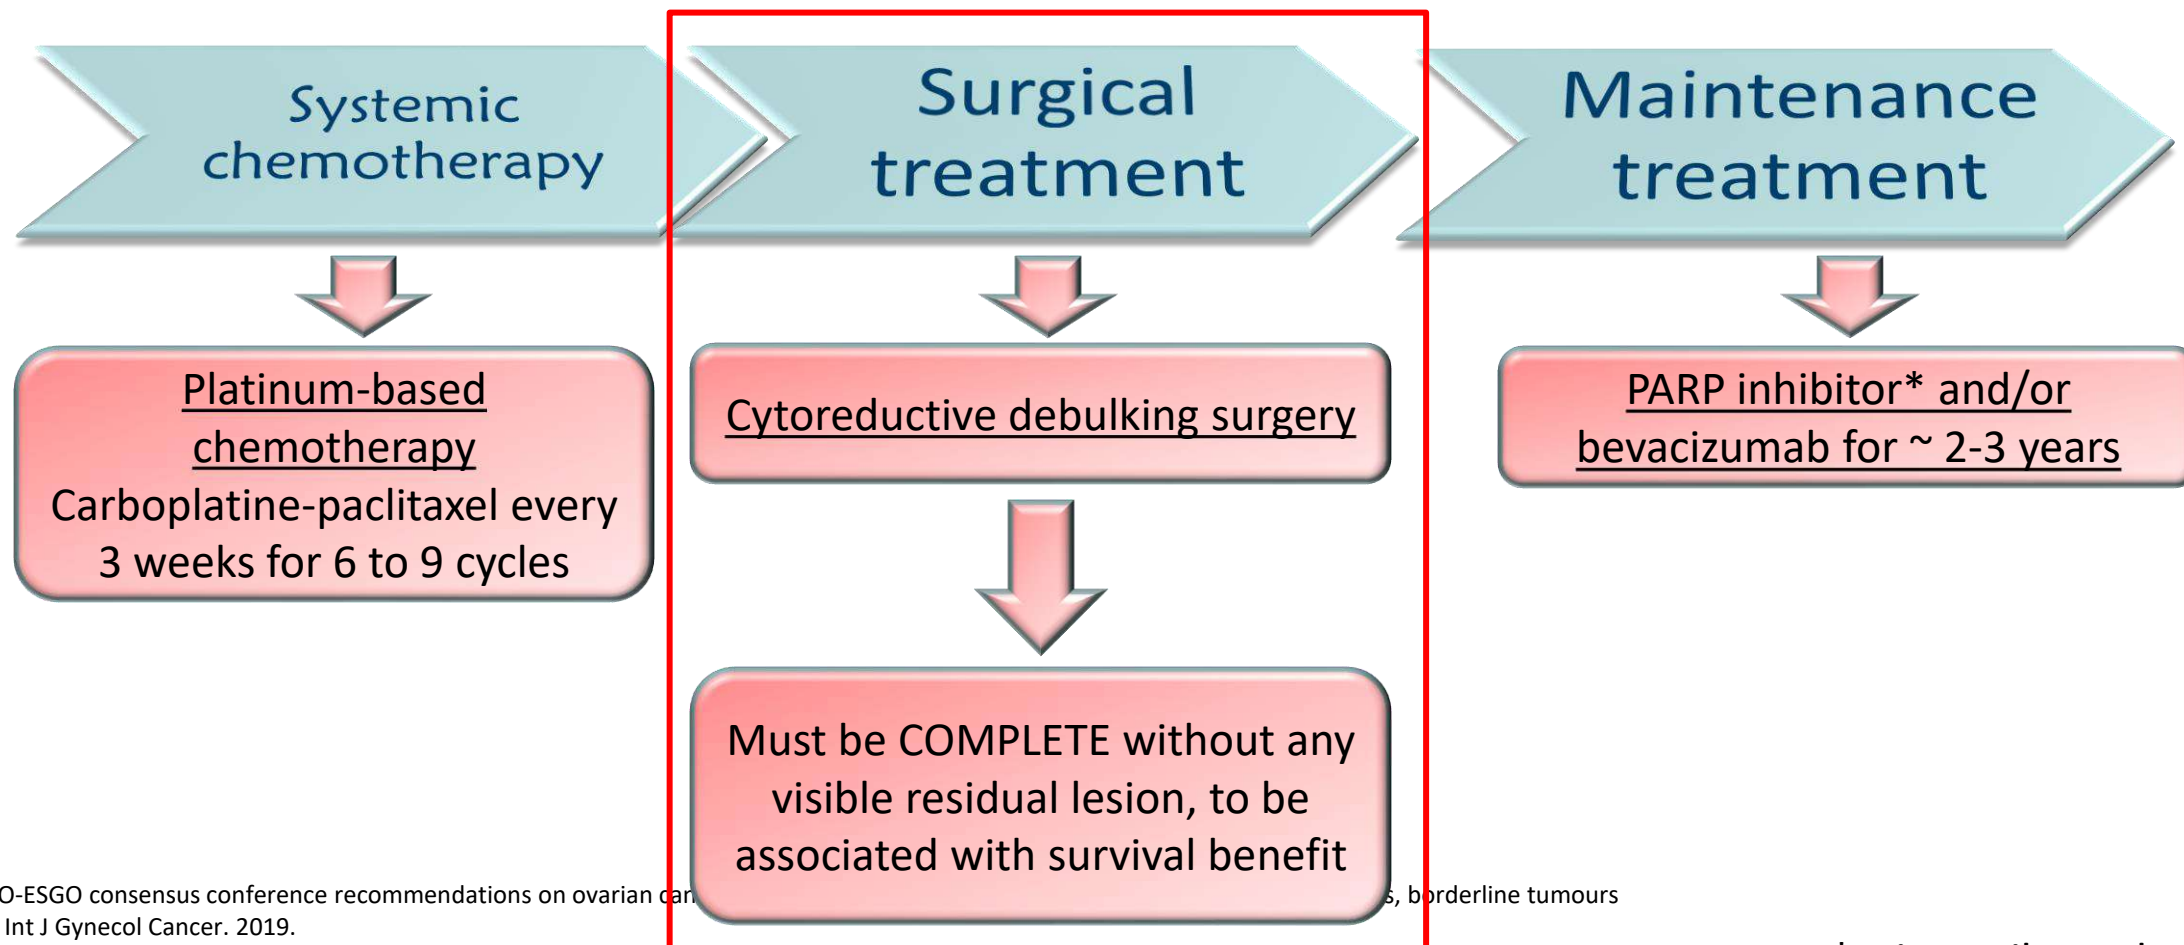 Systemic
chemotherapy
Surgical
treatment
Maintenance
treatment
Platinum-based
chemotherapy
Carboplatine-paclitaxel every
3 weeks for 6 to 9 cycles
Cytoreductive debulking surgery
PARP inhibitor* and/or
bevacizumab for ~ 2-3 years
Must be COMPLETE without any
visible residual lesion, to be
associated with survival benefit
O-ESGO consensus conference recommendations on ovarian can s, borderline tumours
Int J Gynecol Cancer. 2019.